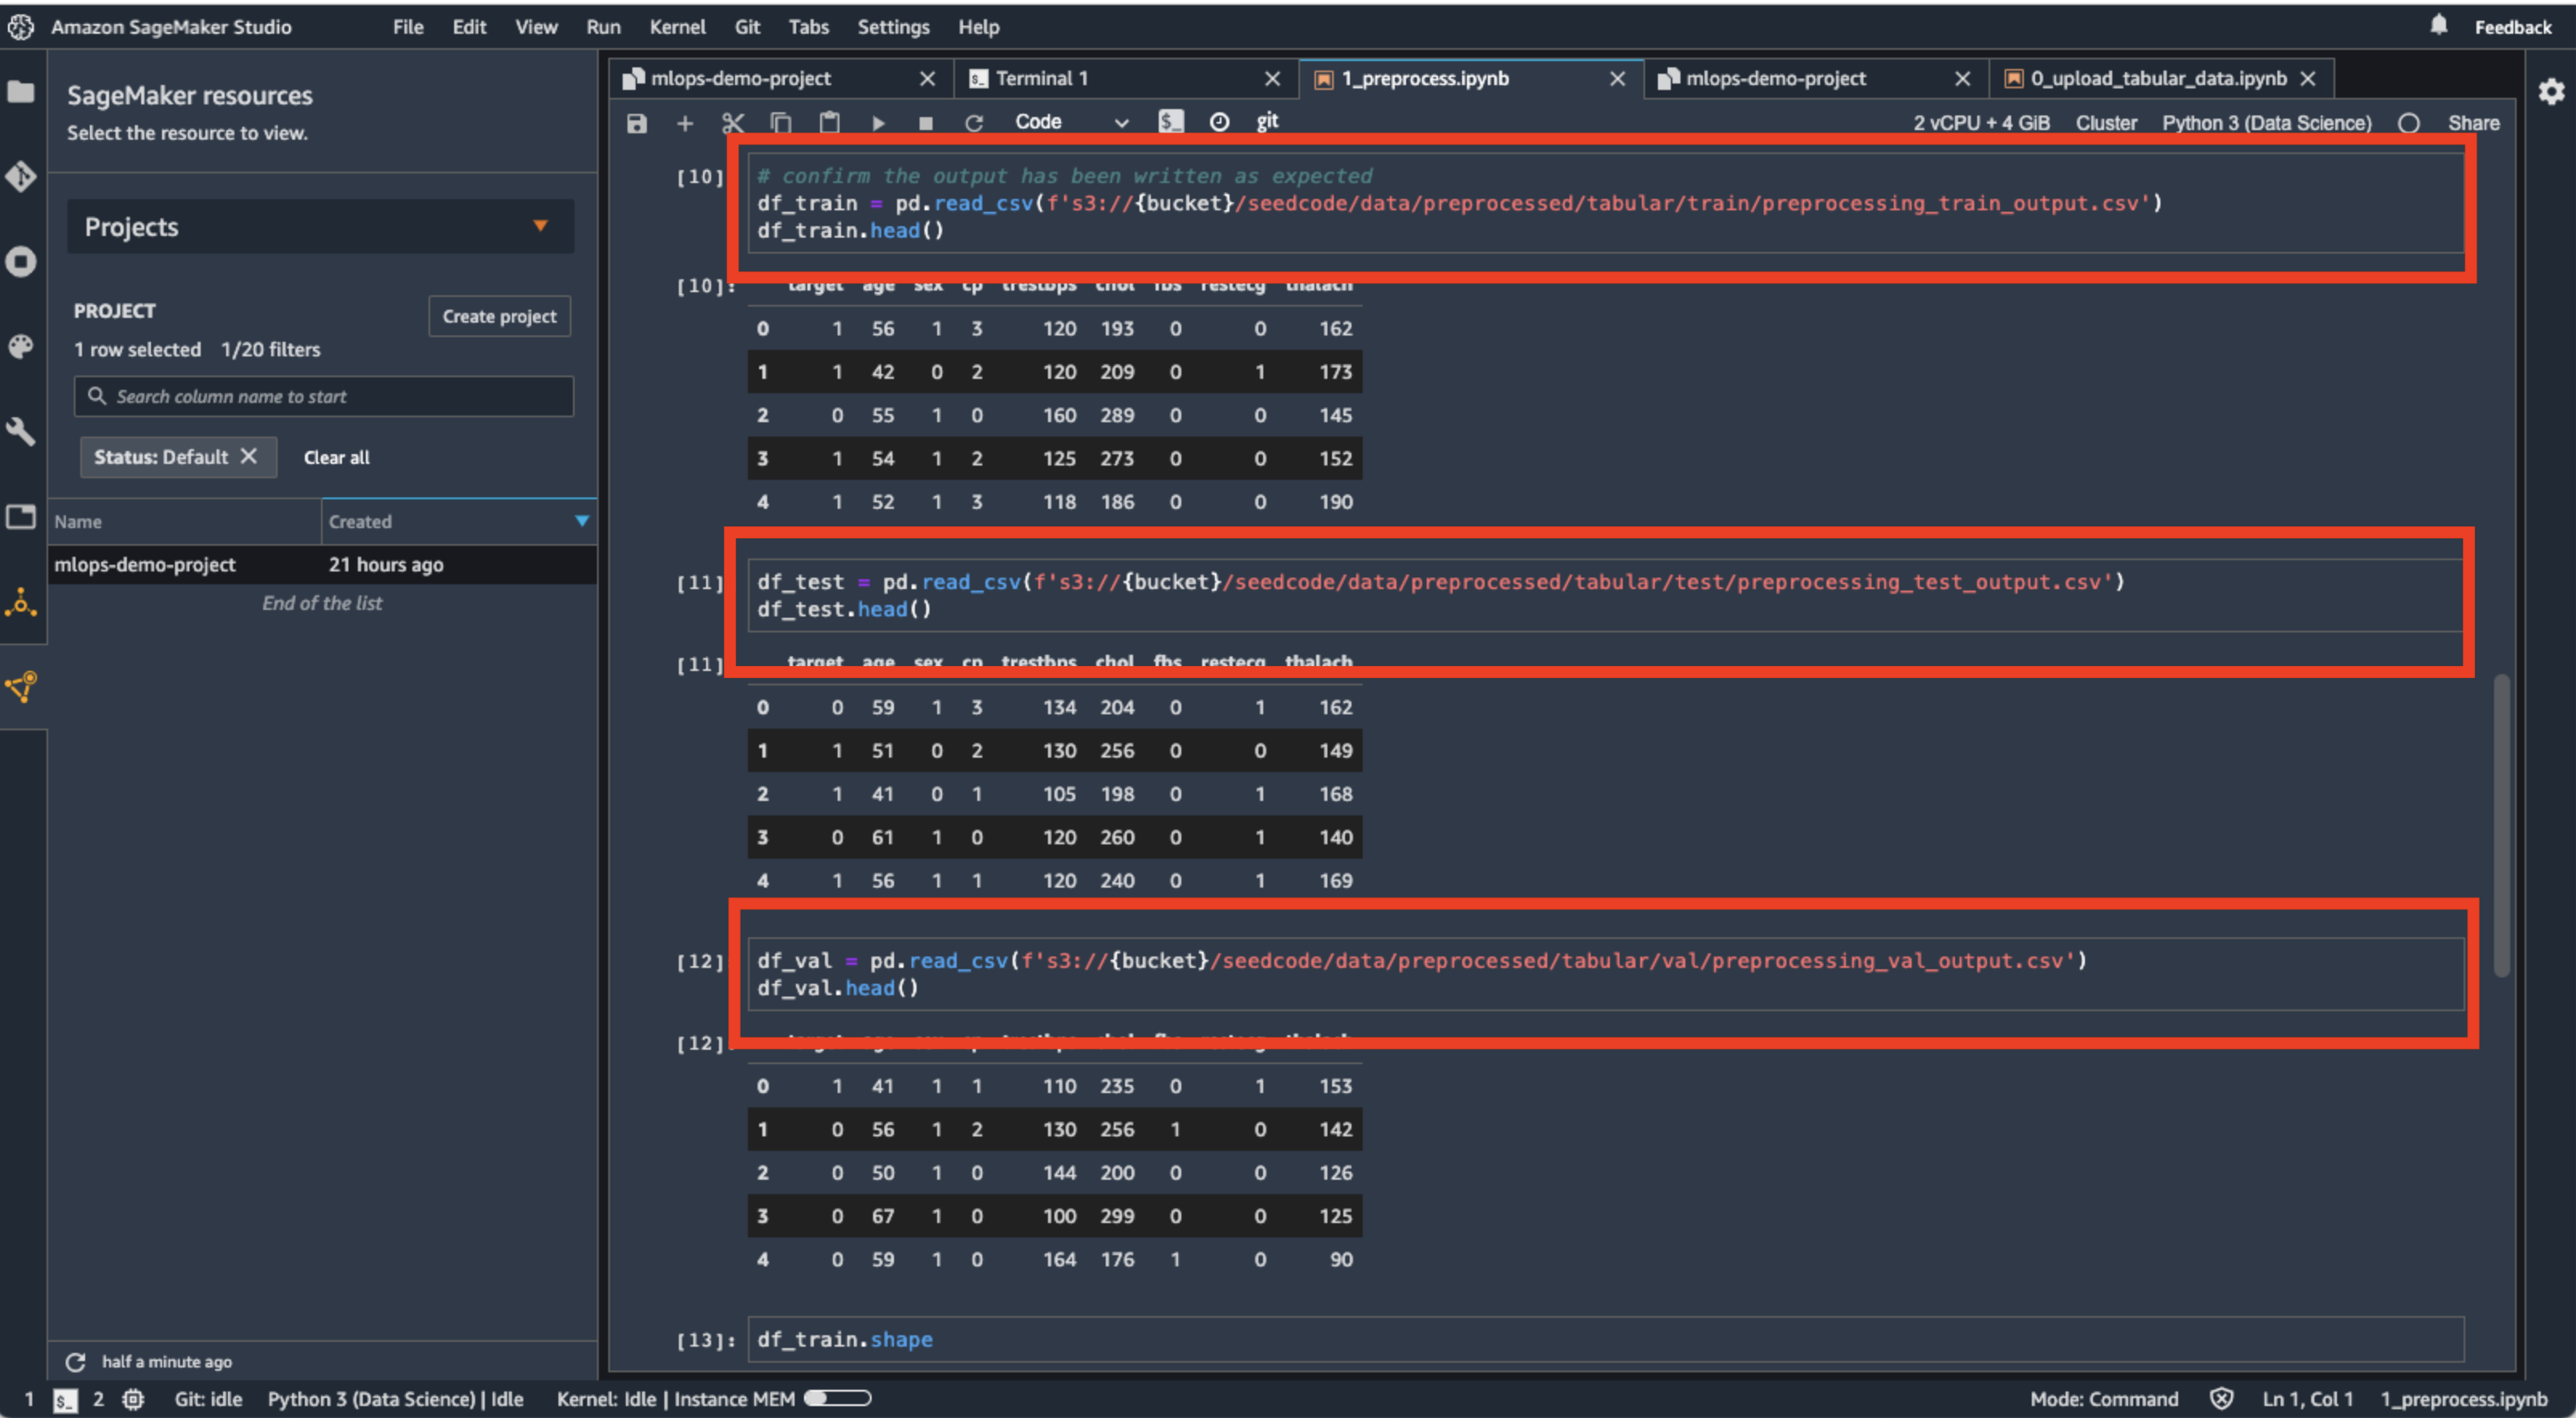 Amazon SageMaker Studio File Edit View Run Kernel Git Tabs Settings Help Feedback
SageMaker resources
Select the resource to view.
Projects
PROJECT
Create project
1 row selected 1/20 filters
Search column name to start
Status: Default Clear all
Name Created
mlops-demo-project 21 hours ago
End of the list
half a minute ago
mlops-demo-project Terminal 1 1_preprocess.ipynb mlops-demo-project 0_upload_tabular_data.ipynb
Code $_ git 2 vCPU + 4 GiB Cluster Python 3 (Data Science) Share
[10] # confirm the output has been written as expected
df_train = pd.read_csv(f's3://{bucket}/seedcode/data/preprocessed/tabular/train/preprocessing_train_output.csv')
df_train.head()
[10]: target age sex cp trestbps chol fbs restecg thalach
0 1 56 1 3 120 193 0 0 162
1 1 42 0 2 120 209 0 1 173
2 0 55 1 0 160 289 0 0 145
3 1 54 1 2 125 273 0 0 152
4 1 52 1 3 118 186 0 0 190
[11] df_test = pd.read_csv(f's3://{bucket}/seedcode/data/preprocessed/tabular/test/preprocessing_test_output.csv')
df_test.head()
[11] target age sex cp trestbps chol fbs restecg thalach
0 0 59 1 3 134 204 0 1 162
1 1 51 0 2 130 256 0 0 149
2 1 41 0 1 105 198 0 1 168
3 0 61 1 0 120 260 0 1 140
4 1 56 1 1 120 240 0 1 169
[12] df_val = pd.read_csv(f's3://{bucket}/seedcode/data/preprocessed/tabular/val/preprocessing_val_output.csv')
df_val.head()
[12]:
0 1 41 1 1 110 235 0 1 153
1 0 56 1 2 130 256 1 0 142
2 0 50 1 0 144 200 0 0 126
3 0 67 1 0 100 299 0 0 125
4 0 59 1 0 164 176 1 0 90
[13]: df_train.shape
1 $_ 2 Git: idle Python 3 (Data Science) | Idle Kernel: Idle | Instance MEM Mode: Command Ln 1, Col 1 1_preprocess.ipynb